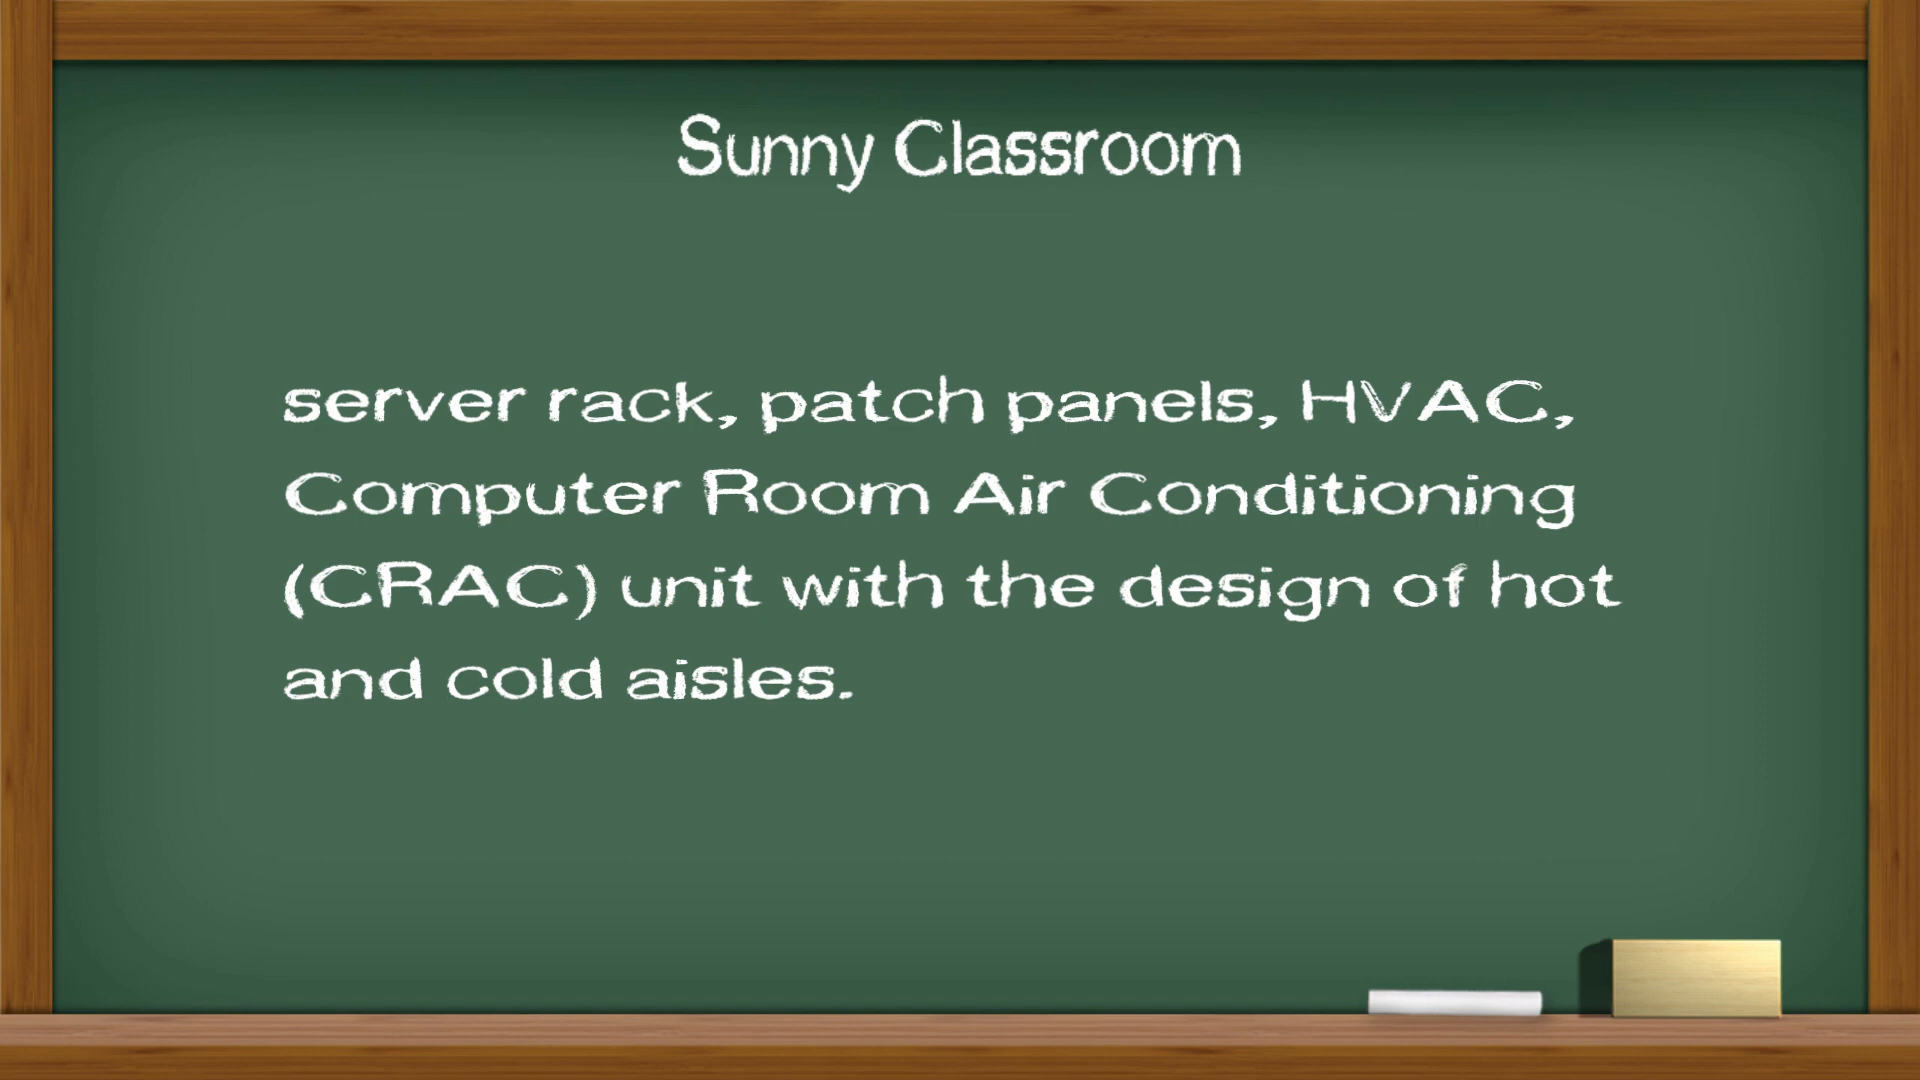 Sunny Classroom
server rack, patch panels, HVAC,
Computer Room Air Conditioning
(CRAC) unit with the design of hot
and cold aisles.